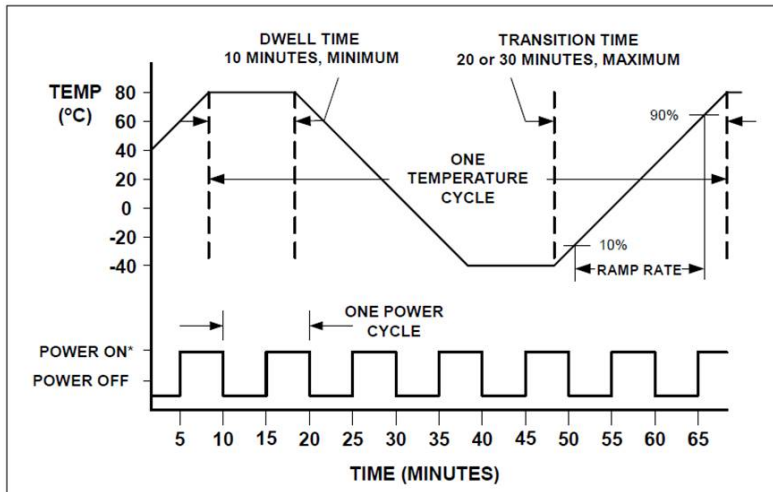 DWELL TIME
10 MINUTES, MINIMUM
TRANSITION TIME
20 or 30 MINUTES, MAXIMUM
TEMP
(°C)
80
60
40
20
0
-20
-40
90%
ONE
TEMPERATURE
CYCLE
10%
RAMP RATE
ONE POWER
CYCLE
POWER ON*
POWER OFF
5 10 15 20 25 30 35 40 45 50 55 60 65
TIME (MINUTES)